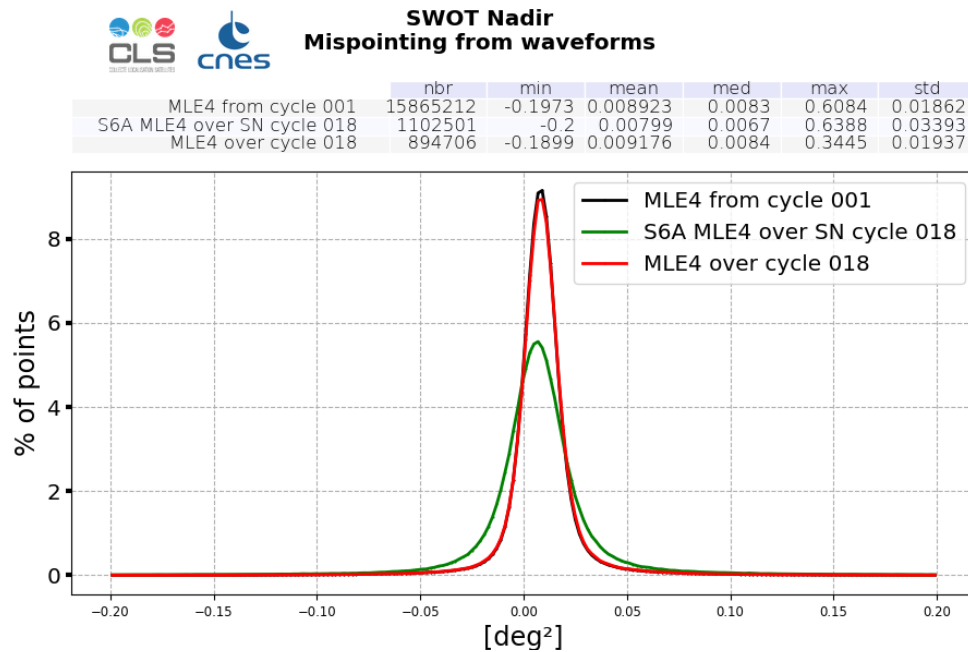 SWOT Nadir
Mispointing from waveforms
CLS
COLLECTE LOCALISATION SATELLITES
cnes
nbr min mean med max std
MLE4 from cycle 001 15865212 -0.1973 0.008923 0.0083 0.6084 0.01862
S6A MLE4 over SN cycle 018 1102501 -0.2 0.00799 0.0067 0.6388 0.03393
MLE4 over cycle 018 894706 -0.1899 0.009176 0.0084 0.3445 0.01937
MLE4 from cycle 001
S6A MLE4 over SN cycle 018
MLE4 over cycle 018
% of points
8
6
4
2
0
−0.20 −0.15 −0.10 −0.05 0.00 0.05 0.10 0.15 0.20
[deg²]